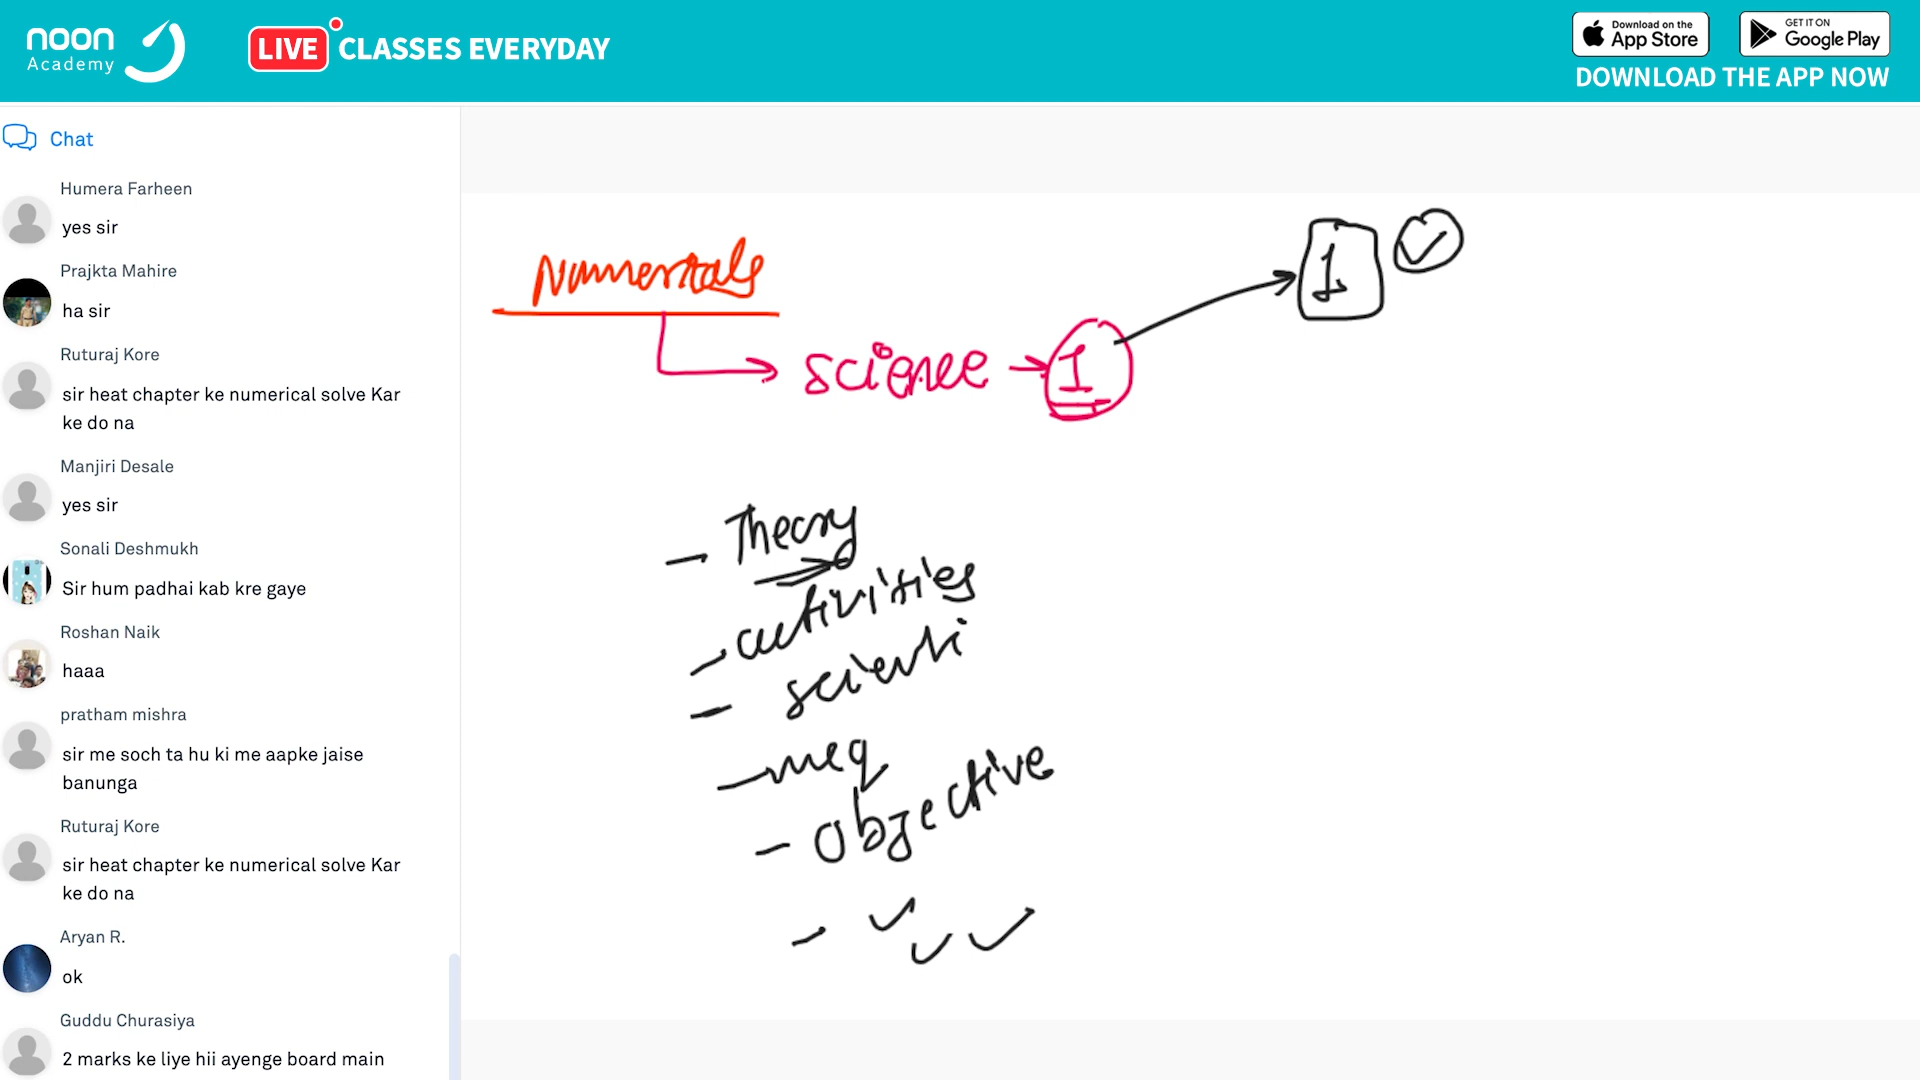 noon
Academy
LIVE CLASSES EVERYDAY
Download on the
App Store
GET IT ON
Google Play
DOWNLOAD THE APP NOW
Chat
Humera Farheen
yes sir
Prajkta Mahire
ha sir
Ruturaj Kore
sir heat chapter ke numerical solve Kar
ke do na
Manjiri Desale
yes sir
Sonali Deshmukh
Sir hum padhai kab kre gaye
Roshan Naik
haaa
pratham mishra
sir me soch ta hu ki me aapke jaise
banunga
Ruturaj Kore
sir heat chapter ke numerical solve Kar
ke do na
Aryan R.
ok
Guddu Churasiya
2 marks ke liye hii ayenge board main
Numericals
science → I
1
- Theory
- activities
- scienti
- mcq
- objective